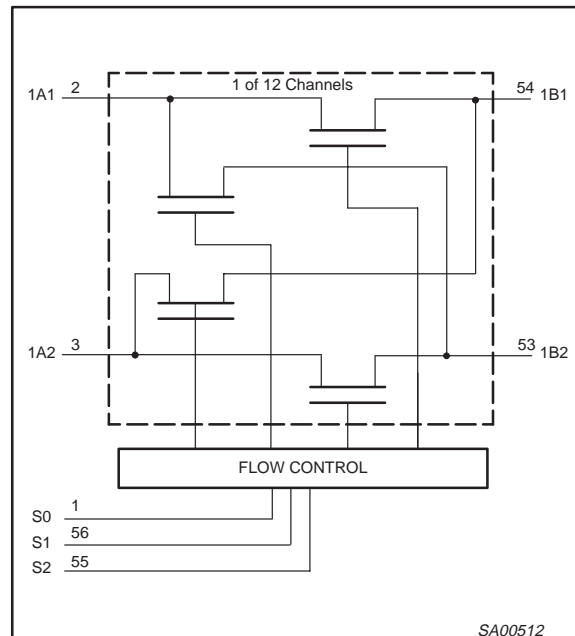 1 of 12 Channels
1A1 2 54 1B1
1A2 3 53 1B2
FLOW CONTROL
S0 1
S1 56
S2 55
SA00512